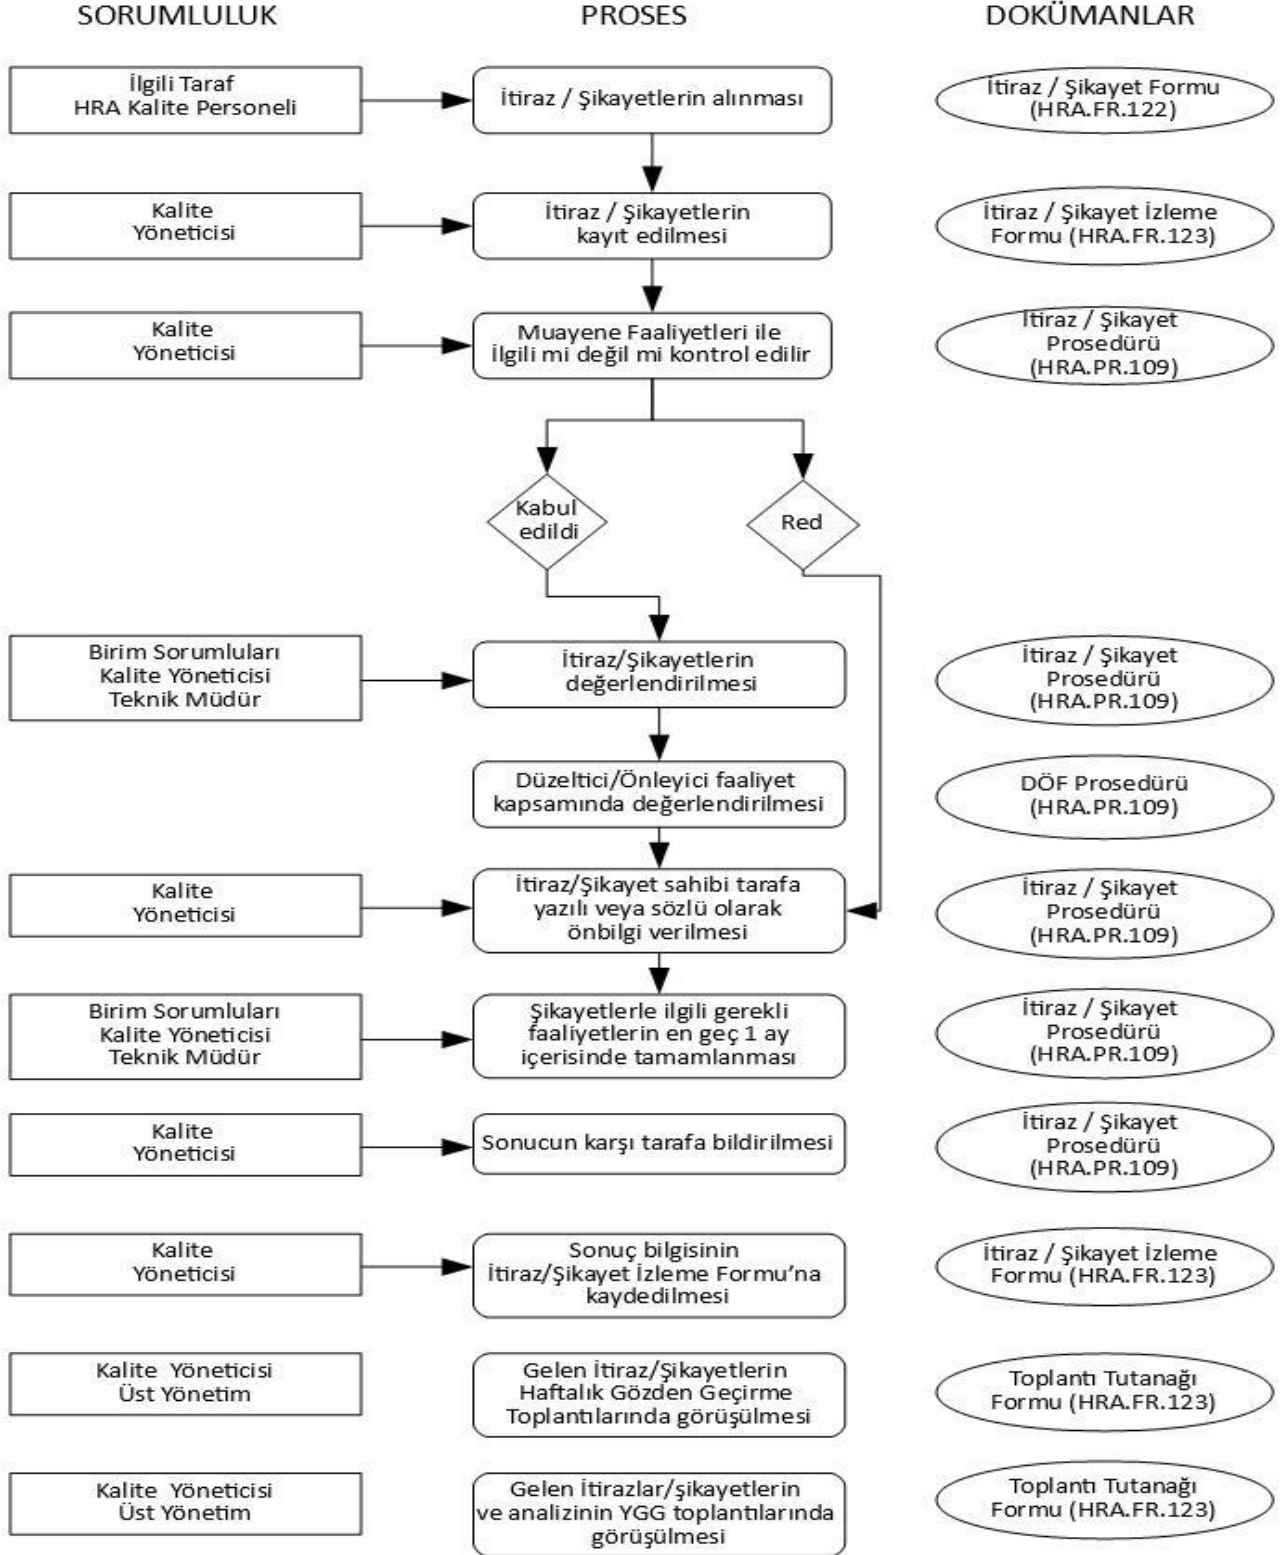 SORUMLULUK
PROSES
DOKÜMANLAR
İlgili Taraf
HRA Kalite Personeli
İtiraz / Şikayetlerin alınması
İtiraz / Şikayet Formu
(HRA.FR.122)
Kalite
Yöneticisi
İtiraz / Şikayetlerin
kayıt edilmesi
İtiraz / Şikayet İzleme
Formu (HRA.FR.123)
Kalite
Yöneticisi
Muayene Faaliyetleri ile
İlgili mi değil mi kontrol edilir
İtiraz / Şikayet
Prosedürü
(HRA.PR.109)
Kabul
edildi
Red
Birim Sorumluları
Kalite Yöneticisi
Teknik Müdür
İtiraz/Şikayetlerin
değerlendirilmesi
İtiraz / Şikayet
Prosedürü
(HRA.PR.109)
Düzeltici/Önleyici faaliyet
kapsamında değerlendirilmesi
DÖF Prosedürü
(HRA.PR.109)
Kalite
Yöneticisi
İtiraz/Şikayet sahibi tarafa
yazılı veya sözlü olarak
önbilgi verilmesi
İtiraz / Şikayet
Prosedürü
(HRA.PR.109)
Birim Sorumluları
Kalite Yöneticisi
Teknik Müdür
Şikayetlerle ilgili gerekli
faaliyetlerin en geç 1 ay
içerisinde tamamlanması
İtiraz / Şikayet
Prosedürü
(HRA.PR.109)
Kalite
Yöneticisi
Sonucun karşı tarafa bildirilmesi
İtiraz / Şikayet
Prosedürü
(HRA.PR.109)
Kalite
Yöneticisi
Sonuç bilgisinin
İtiraz/Şikayet İzleme Formu’na
kaydedilmesi
İtiraz / Şikayet İzleme
Formu (HRA.FR.123)
Kalite Yöneticisi
Üst Yönetim
Gelen İtiraz/Şikayetlerin
Haftalık Gözden Geçirme
Toplantılarında görüşülmesi
Toplantı Tutanağı
Formu (HRA.FR.123)
Kalite Yöneticisi
Üst Yönetim
Gelen İtirazlar/şikayetlerin
ve analizinin YGG toplantılarında
görüşülmesi
Toplantı Tutanağı
Formu (HRA.FR.123)